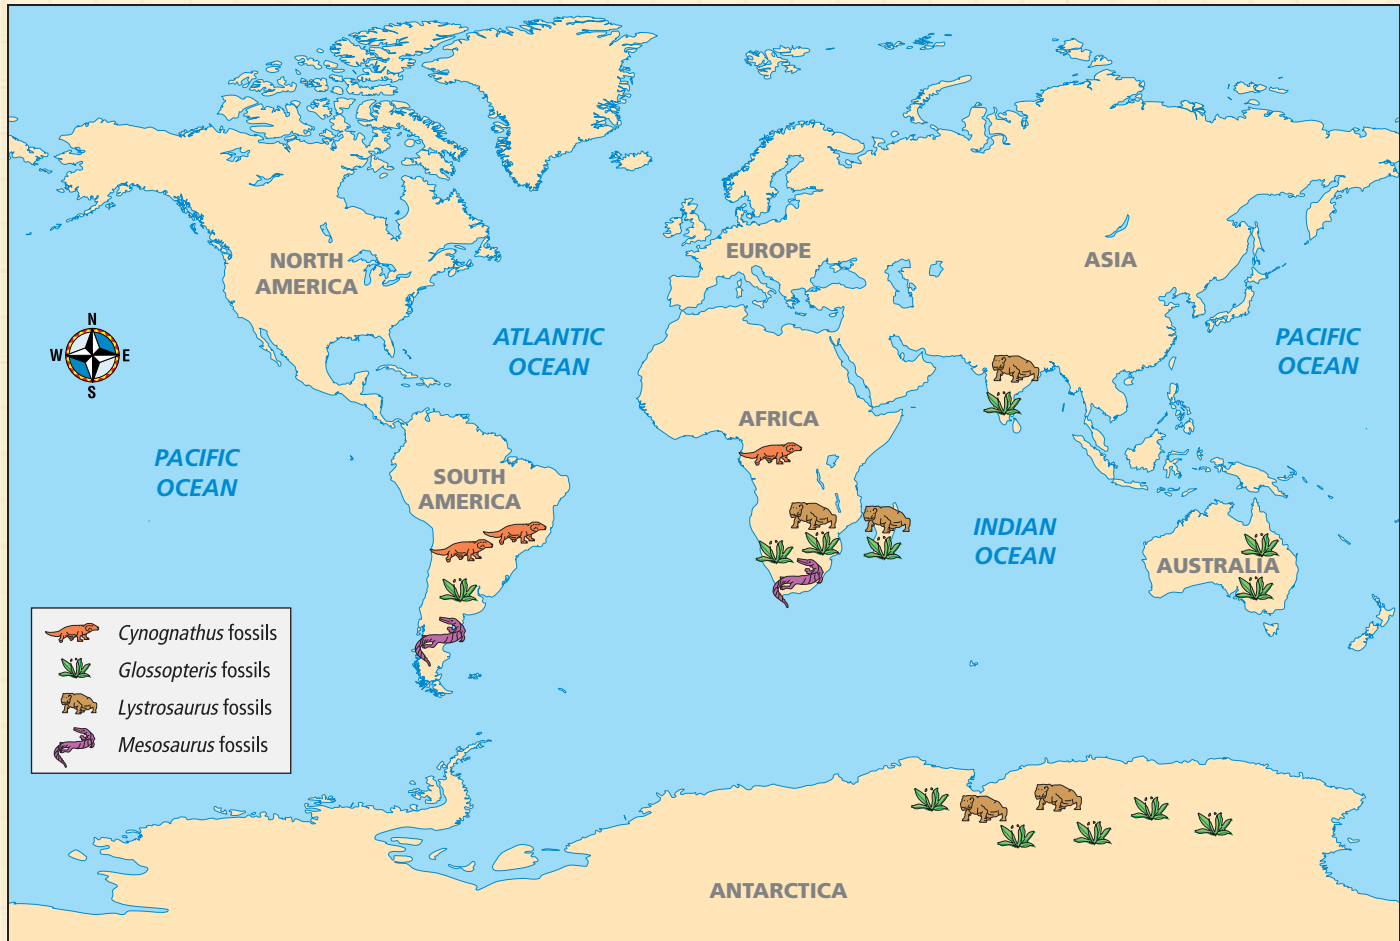 NORTH
AMERICA
EUROPE
ASIA
N
W E
S
ATLANTIC
OCEAN
PACIFIC
OCEAN
AFRICA
PACIFIC
OCEAN
SOUTH
AMERICA
INDIAN
OCEAN
AUSTRALIA
Cynognathus fossils
Glossopteris fossils
Lystrosaurus fossils
Mesosaurus fossils
ANTARCTICA